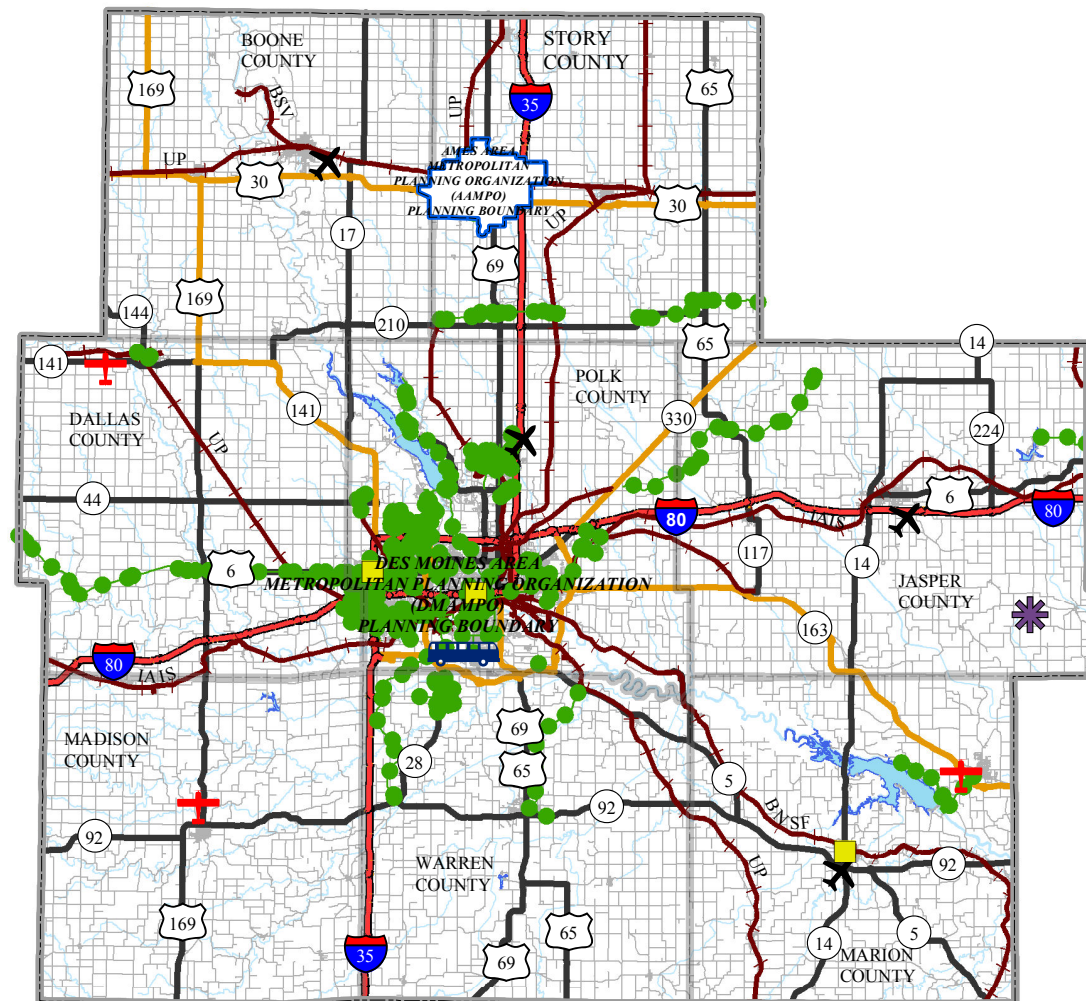 BOONE
COUNTY
STORY
COUNTY
169
BSV
UP
35
65
UP
30
AMES AREA
METROPOLITAN
PLANNING ORGANIZATION
(AAMPO)
PLANNING BOUNDARY
30
UP
17
69
169
144
210
65
14
141
POLK
COUNTY
DALLAS
COUNTY
141
330
224
UP
44
6
80
IAIS
80
6
117
14
DES MOINES AREA
METROPOLITAN PLANNING ORGANIZATION
(DMAMPO)
PLANNING BOUNDARY
JASPER
COUNTY
163
80
IAIS
MADISON
COUNTY
69
65
28
5
92
BNSF
92
92
WARREN
COUNTY
UP
169
35
65
69
14
5
MARION
COUNTY